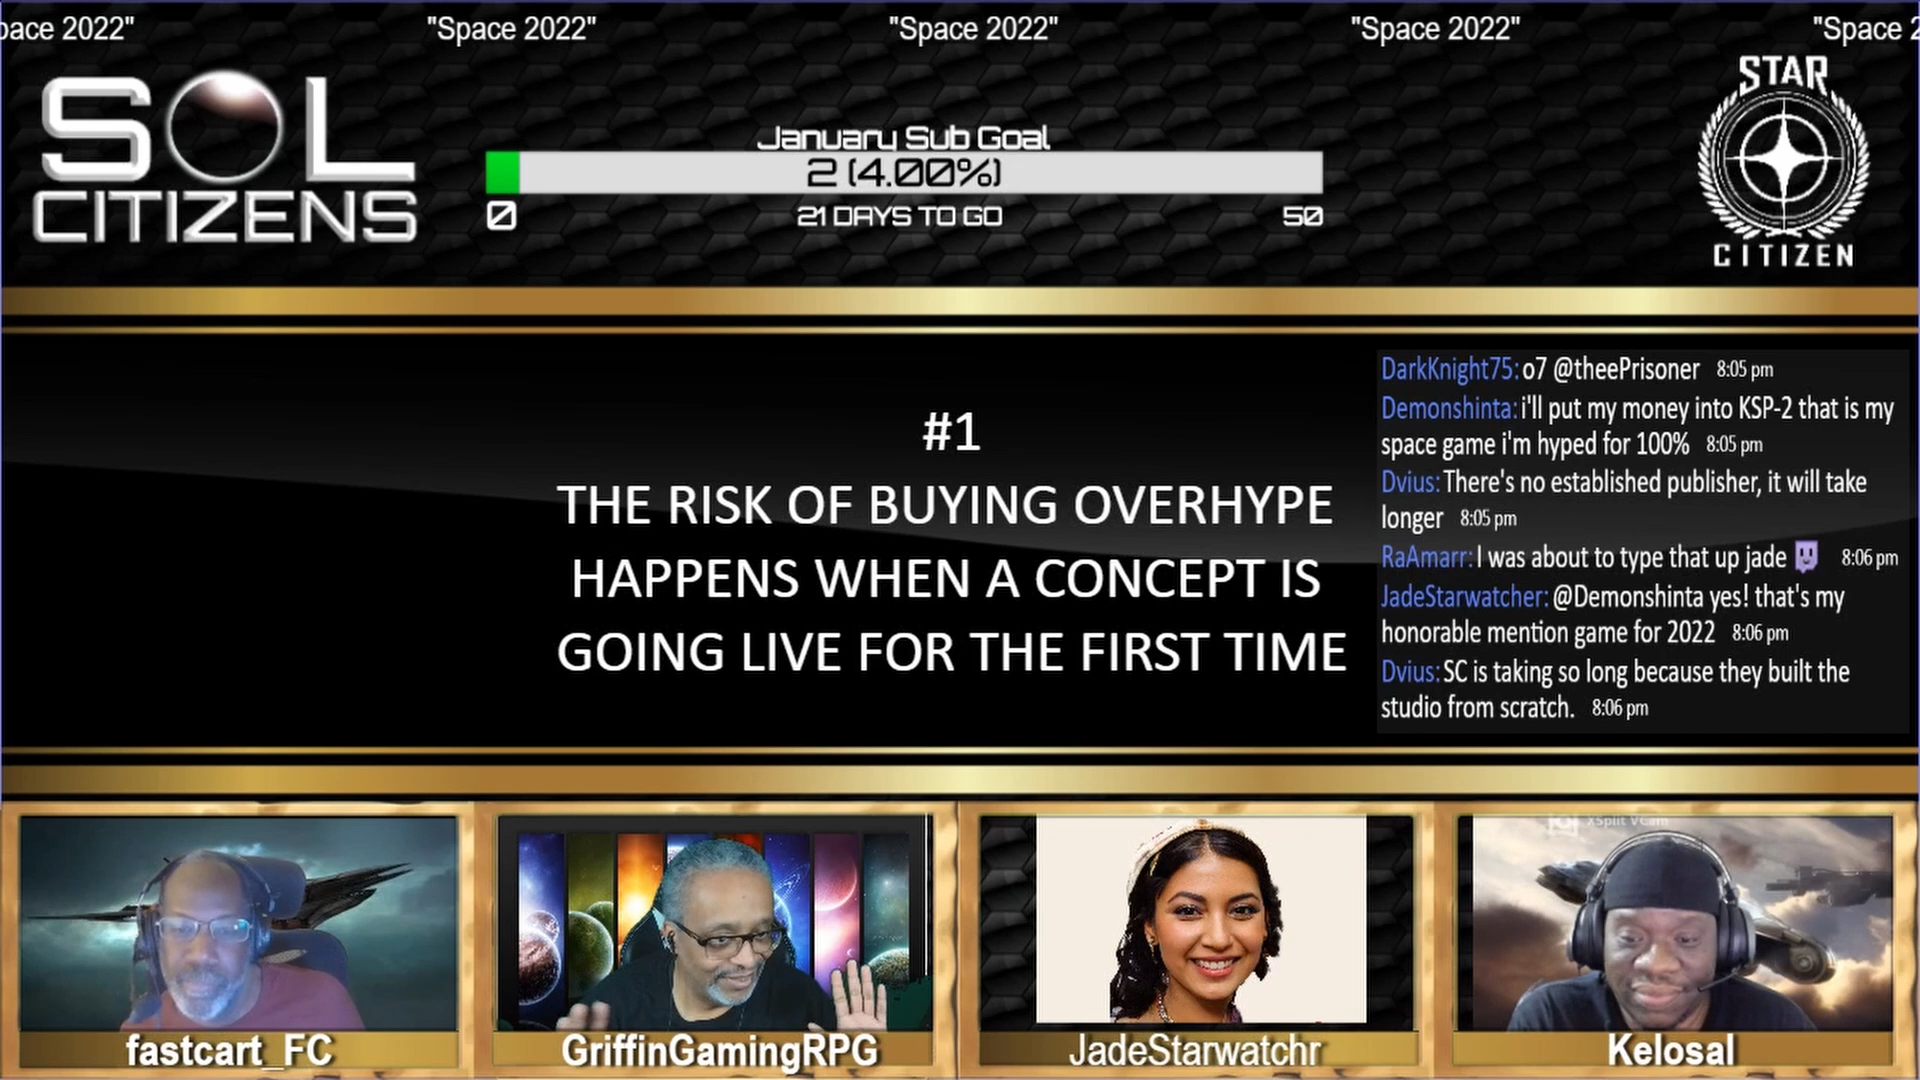 pace 2022" "Space 2022" "Space 2022" "Space 2022" "Space 2
SOL
CITIZENS
January Sub Goal
2 (4.00%)
0 21 DAYS TO GO 50
STAR
CITIZEN
#1
THE RISK OF BUYING OVERHYPE
HAPPENS WHEN A CONCEPT IS
GOING LIVE FOR THE FIRST TIME
DarkKnight75: o7 @theePrisoner 8:05 pm
Demonshinta: i'll put my money into KSP-2 that is my
space game i'm hyped for 100% 8:05 pm
Dvius: There's no established publisher, it will take
longer 8:05 pm
RaAmarr: I was about to type that up jade 8:06 pm
JadeStarwatcher: @Demonshinta yes! that's my
honorable mention game for 2022 8:06 pm
Dvius: SC is taking so long because they built the
studio from scratch. 8:06 pm
XSplit VCam
fastcart_FC
GriffinGamingRPG
JadeStarwatchr
Kelosal